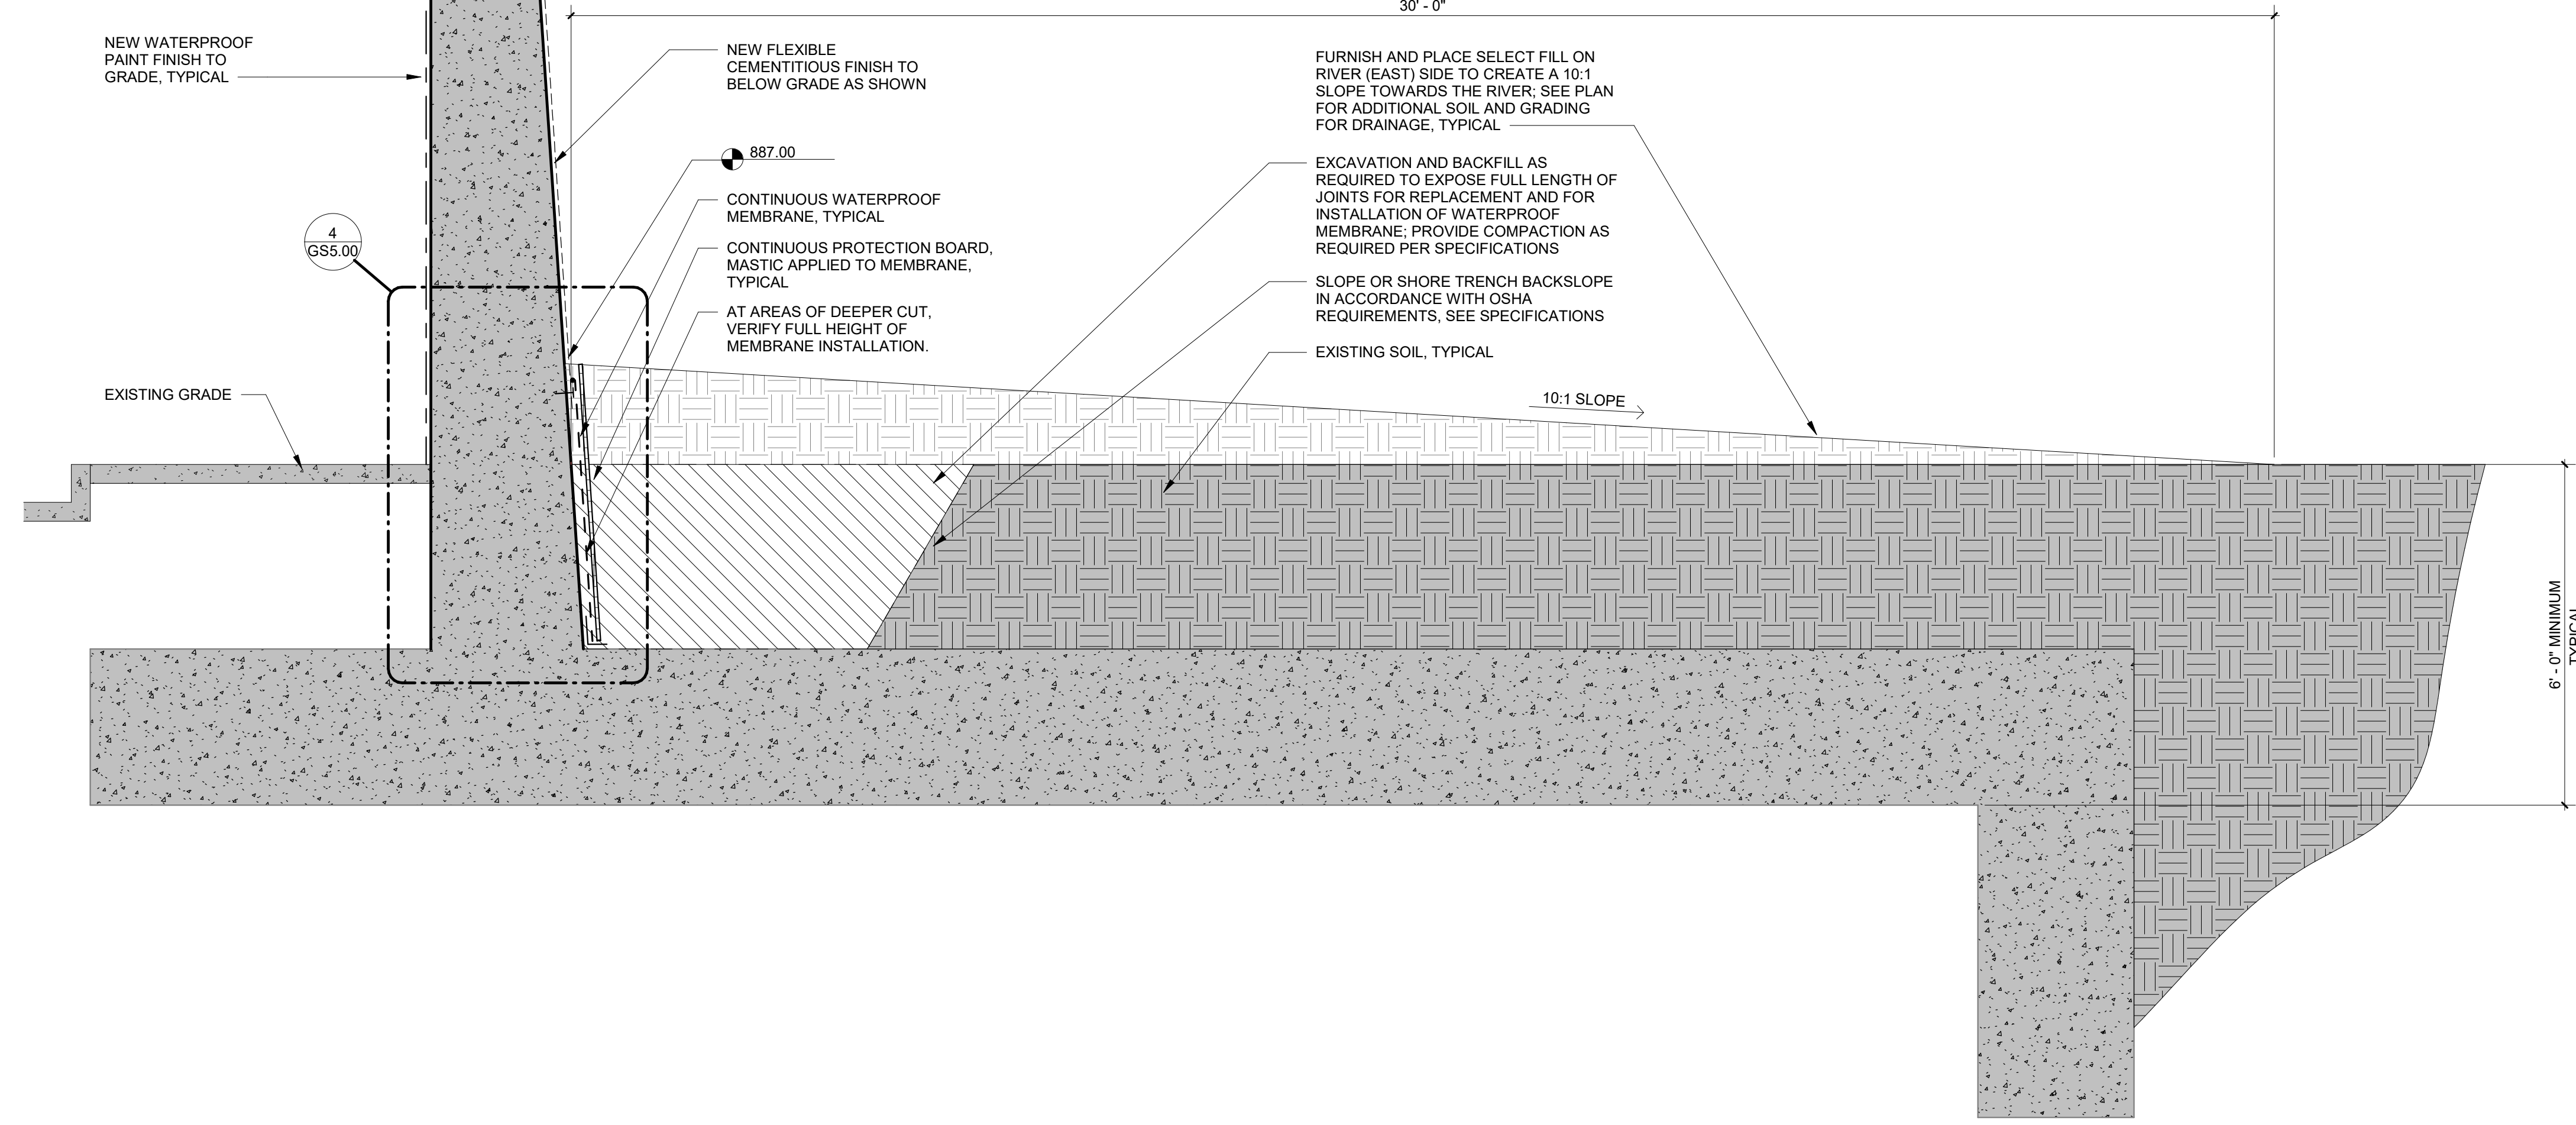 30' - 0"
NEW WATERPROOF
PAINT FINISH TO
GRADE, TYPICAL
NEW FLEXIBLE
CEMENTITIOUS FINISH TO
BELOW GRADE AS SHOWN
887.00
CONTINUOUS WATERPROOF
MEMBRANE, TYPICAL
CONTINUOUS PROTECTION BOARD,
MASTIC APPLIED TO MEMBRANE,
TYPICAL
AT AREAS OF DEEPER CUT,
VERIFY FULL HEIGHT OF
MEMBRANE INSTALLATION.
FURNISH AND PLACE SELECT FILL ON
RIVER (EAST) SIDE TO CREATE A 10:1
SLOPE TOWARDS THE RIVER; SEE PLAN
FOR ADDITIONAL SOIL AND GRADING
FOR DRAINAGE, TYPICAL
EXCAVATION AND BACKFILL AS
REQUIRED TO EXPOSE FULL LENGTH OF
JOINTS FOR REPLACEMENT AND FOR
INSTALLATION OF WATERPROOF
MEMBRANE; PROVIDE COMPACTION AS
REQUIRED PER SPECIFICATIONS
SLOPE OR SHORE TRENCH BACKSLOPE
IN ACCORDANCE WITH OSHA
REQUIREMENTS, SEE SPECIFICATIONS
EXISTING SOIL, TYPICAL
4
GS5.00
EXISTING GRADE
10:1 SLOPE
6' - 0" MINIMUM
TYPICAL